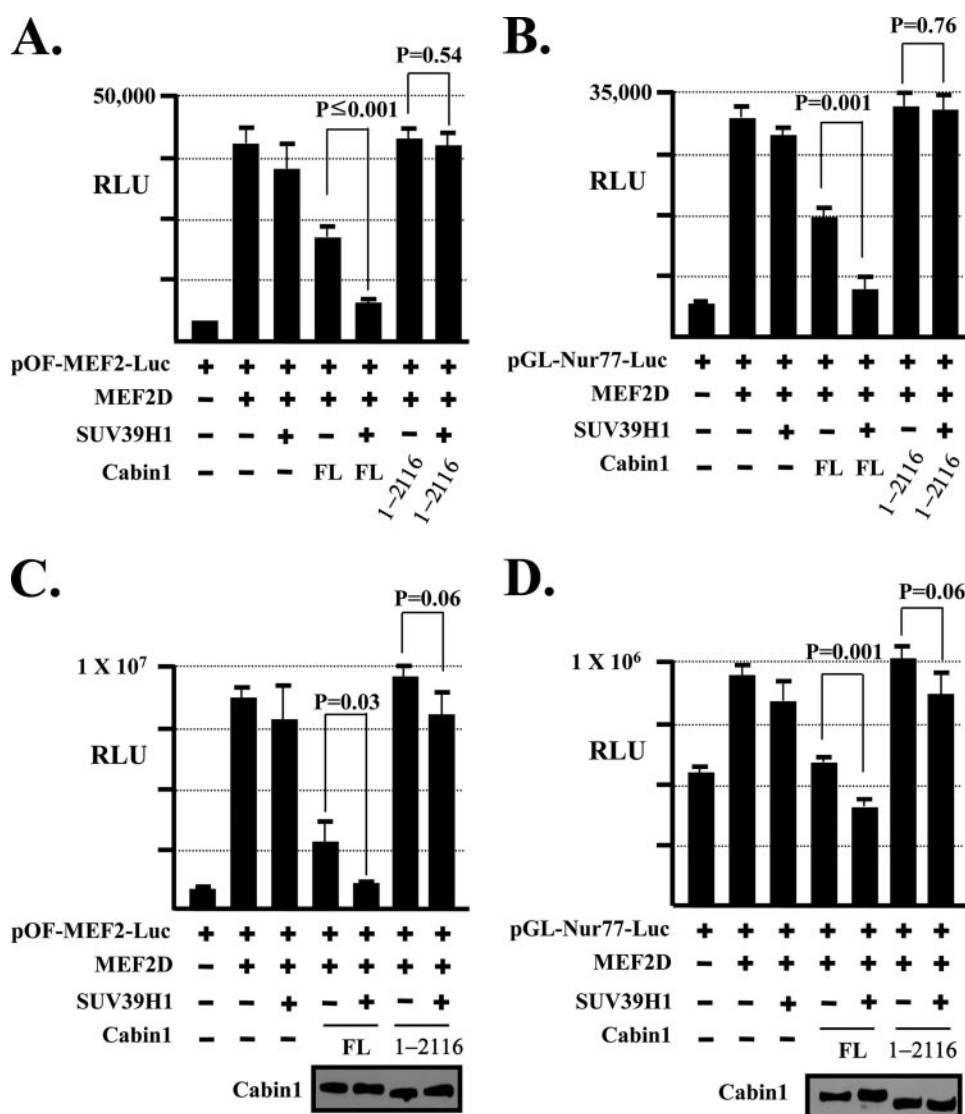 A.
P=0.54
50,000
P≤0.001
RLU
pOF-MEF2-Luc + + + + + + +
MEF2D − + + + + + +
SUV39H1 − − + − + − +
Cabin1 − − − FL FL 1−2116 1−2116
B.
P=0.76
35,000
P=0.001
RLU
pGL-Nur77-Luc + + + + + + +
MEF2D − + + + + + +
SUV39H1 − − + − + − +
Cabin1 − − − FL FL 1−2116 1−2116
C.
P=0.06
1 X 10⁷
P=0.03
RLU
pOF-MEF2-Luc + + + + + + +
MEF2D − + + + + + +
SUV39H1 − − + − + − +
Cabin1 − − − FL 1−2116
Cabin1
D.
P=0.06
1 X 10⁶
P=0.001
RLU
pGL-Nur77-Luc + + + + + + +
MEF2D − + + + + + +
SUV39H1 − − + − + − +
Cabin1 − − − FL 1−2116
Cabin1